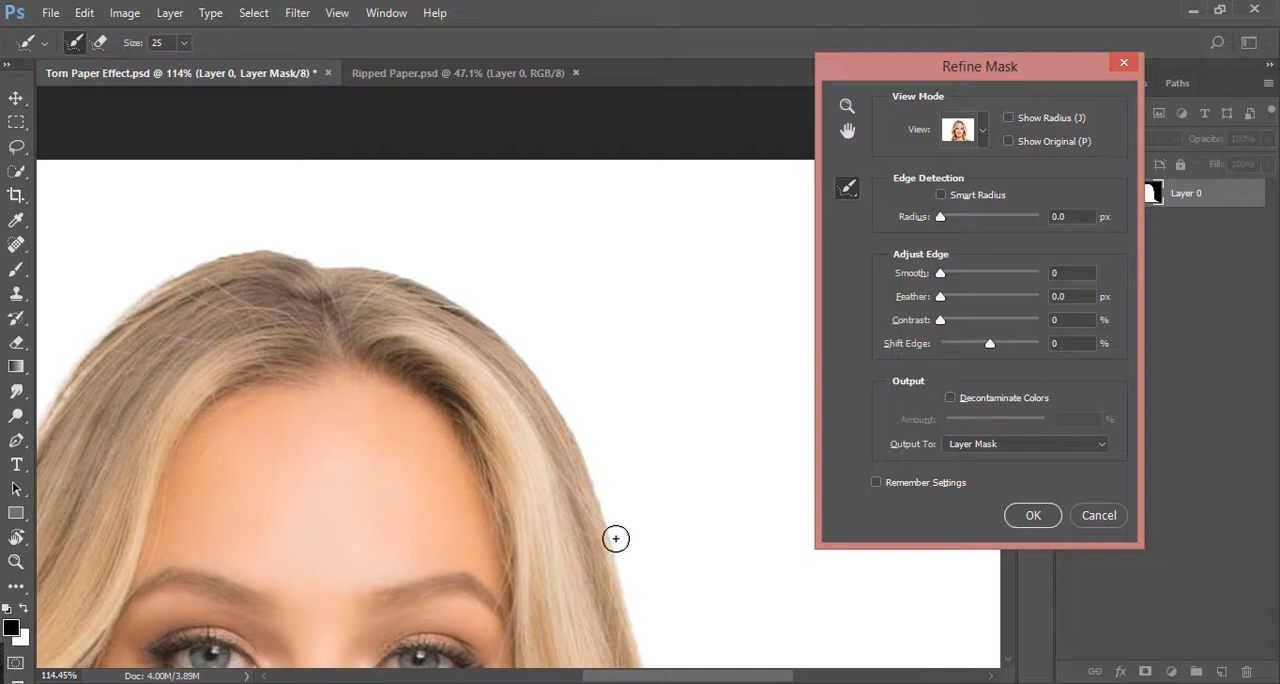 Ps File Edit Image Layer Type Select Filter View Window Help
Size: 25
Torn Paper Effect.psd @ 114% (Layer 0, Layer Mask/8) * × Ripped Paper.psd @ 47.1% (Layer 0, RGB/8) ×
Refine Mask
Paths
View Mode
View:
Show Radius (J)
Show Original (P)
Opacity: 100%
Fill: 100%
Layer 0
Edge Detection
Smart Radius
Radius: 0.0 px
Adjust Edge
Smooth: 0
Feather: 0.0 px
Contrast: 0 %
Shift Edge: 0 %
Output
Decontaminate Colors
Amount: %
Output To: Layer Mask
Remember Settings
OK Cancel
114.45% Doc: 4.00M/3.89M